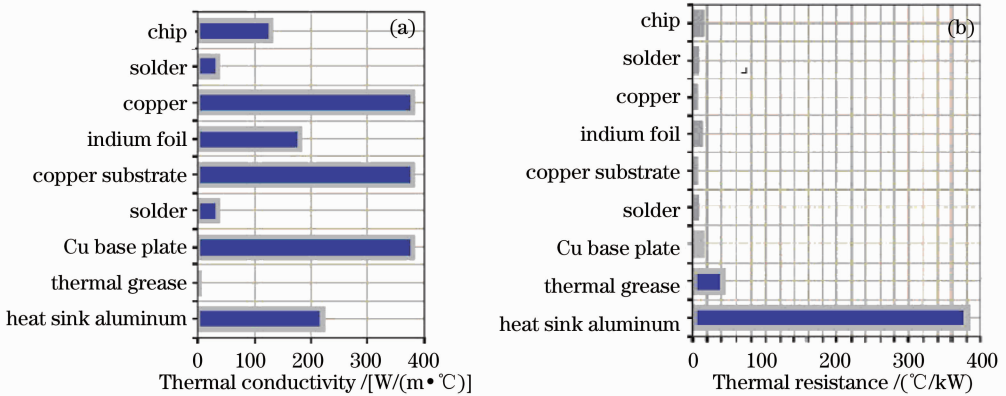 (a)
chip
solder
copper
indium foil
copper substrate
solder
Cu base plate
thermal grease
heat sink aluminum
0 100 200 300 400
Thermal conductivity /[W/(m•℃)]
(b)
chip
solder
copper
indium foil
copper substrate
solder
Cu base plate
thermal grease
heat sink aluminum
0 100 200 300 400
Thermal resistance /(℃/kW)